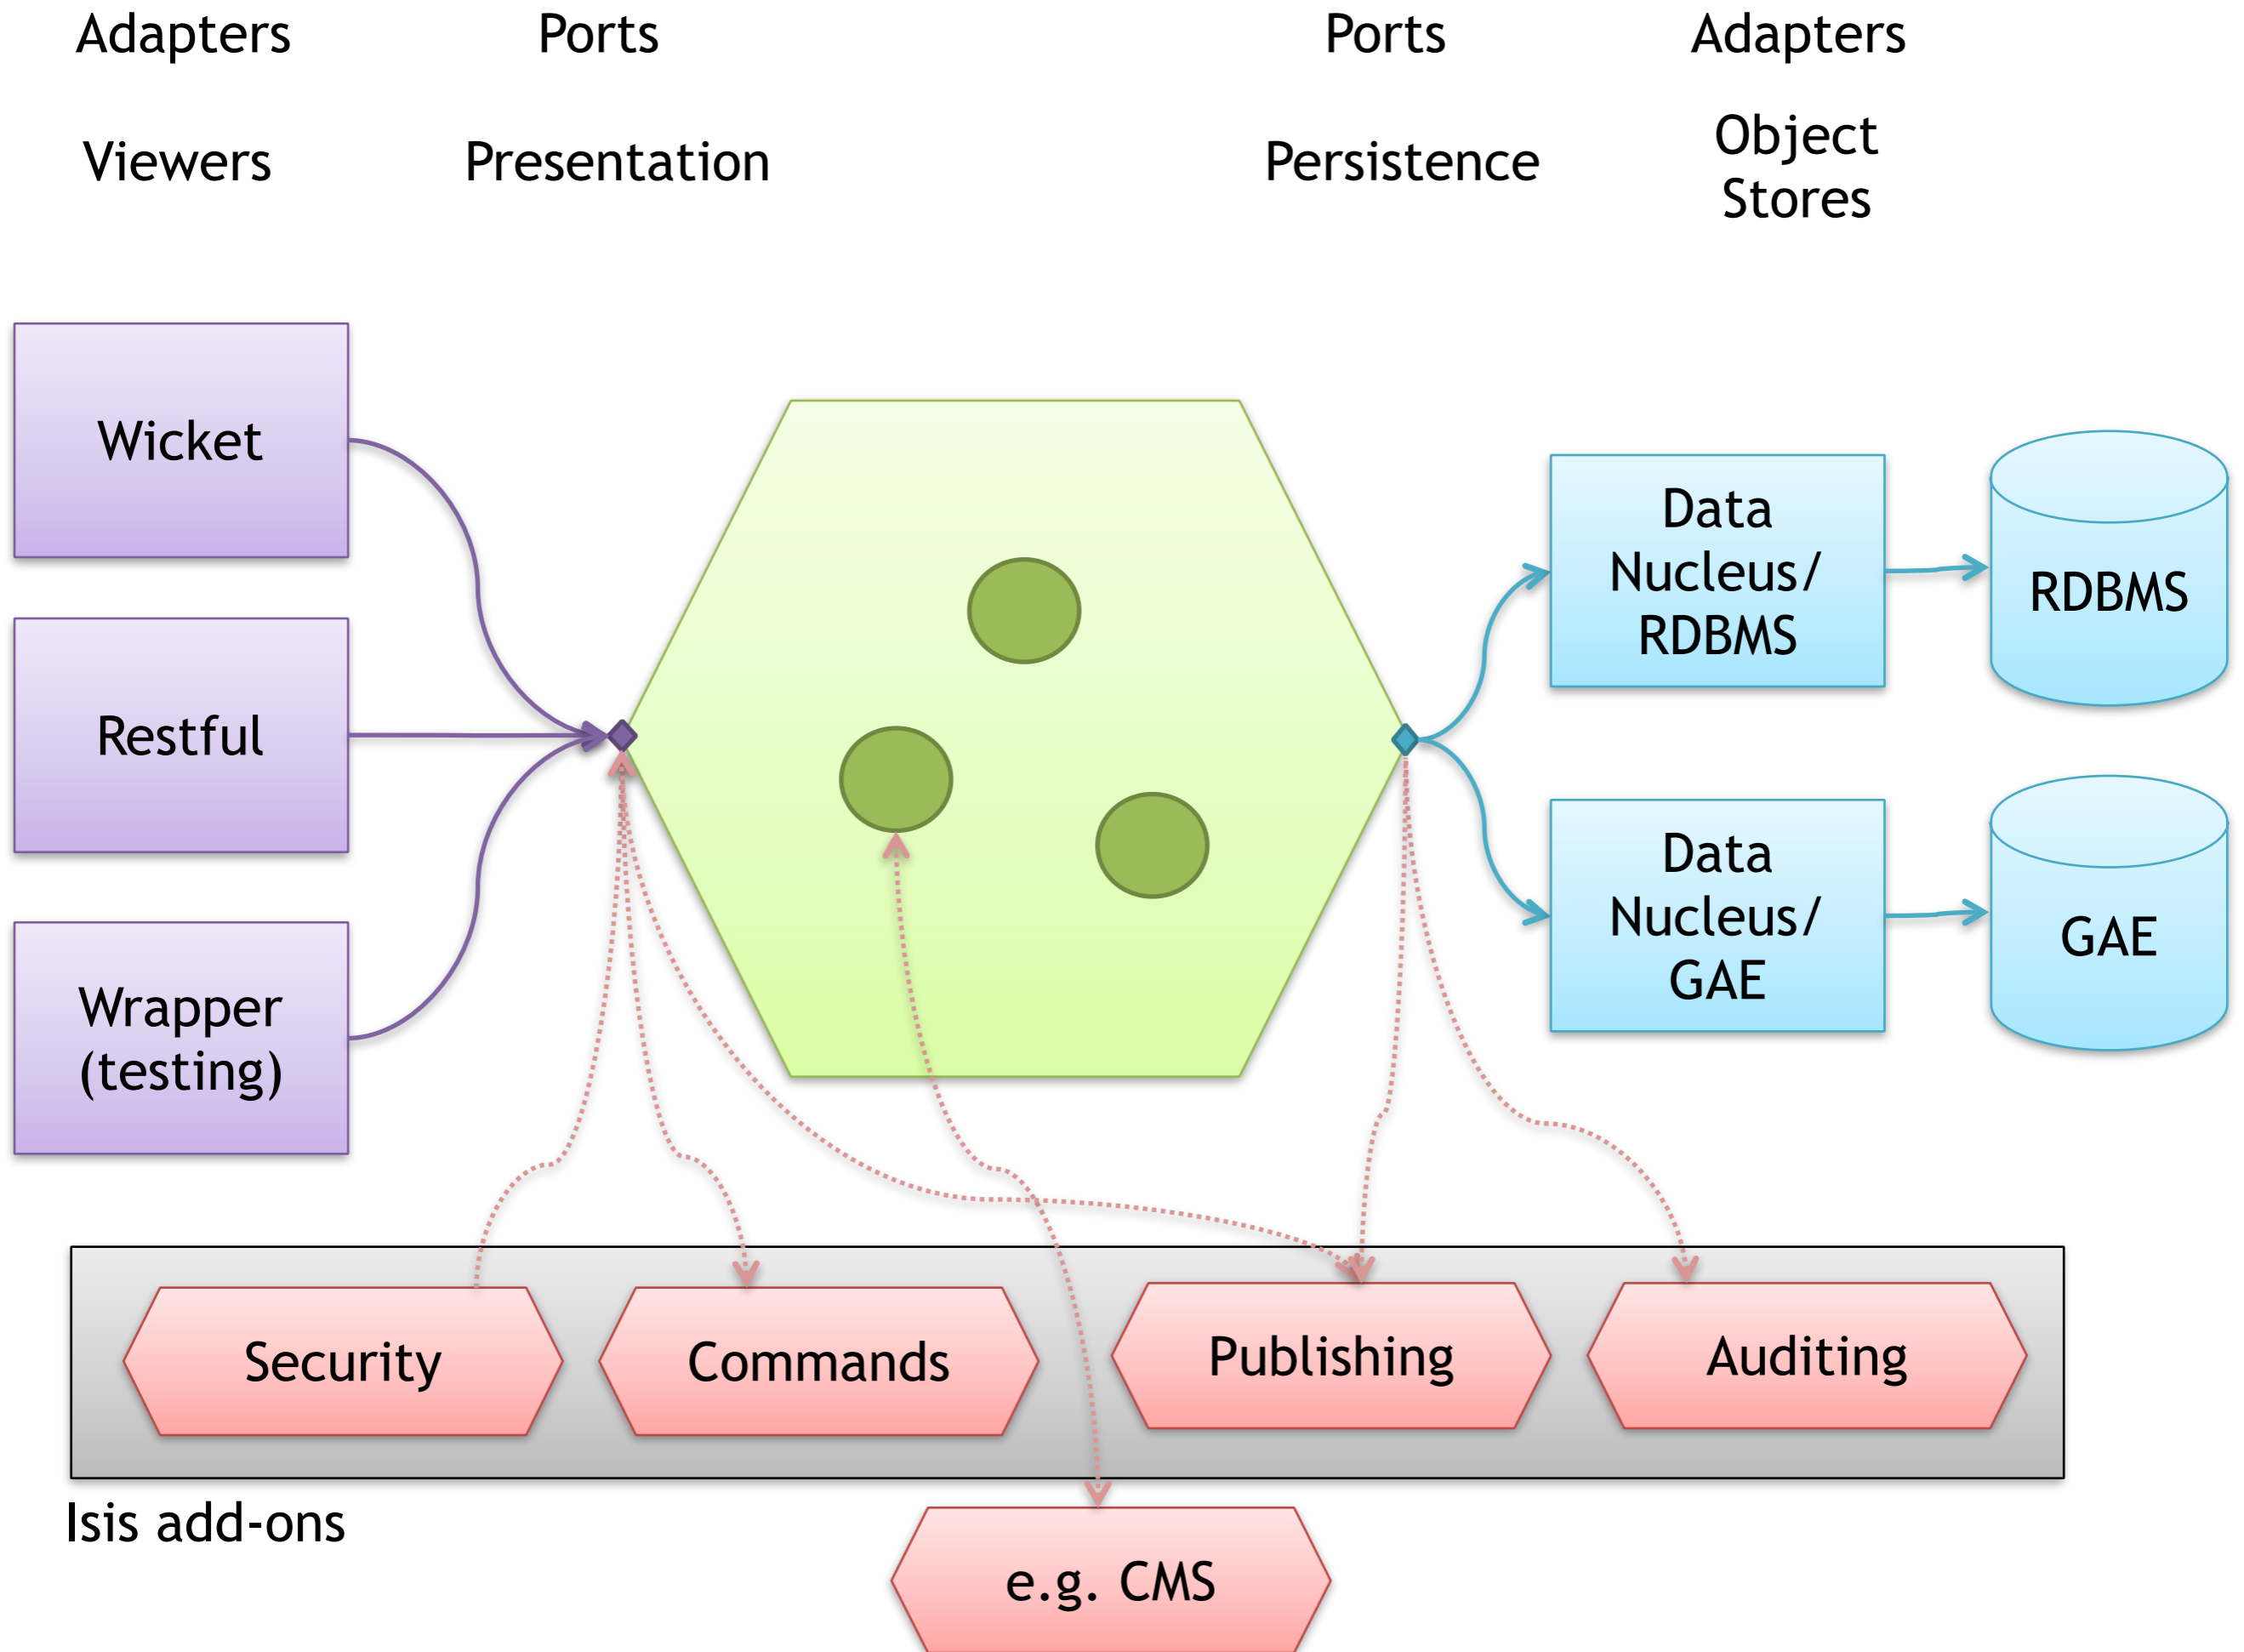 Adapters
Ports
Ports
Adapters
Viewers
Presentation
Persistence
Object
Stores
Wicket
Restful
Wrapper
(testing)
Data
Nucleus/
RDBMS
RDBMS
Data
Nucleus/
GAE
GAE
Security
Commands
Publishing
Auditing
Isis add-ons
e.g. CMS